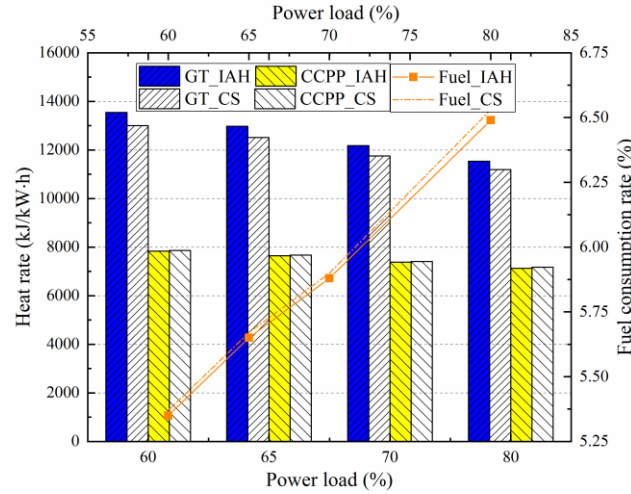 Power load (%)
55 60 65 70 75 80 85
16000
14000
12000
10000
8000
6000
4000
2000
0
Heat rate (kJ/kW·h)
GT_IAH CCPP_IAH Fuel_IAH
GT_CS CCPP_CS Fuel_CS
6.75
6.50
6.25
6.00
5.75
5.50
5.25
Fuel consumption rate (%)
60 65 70 80
Power load (%)